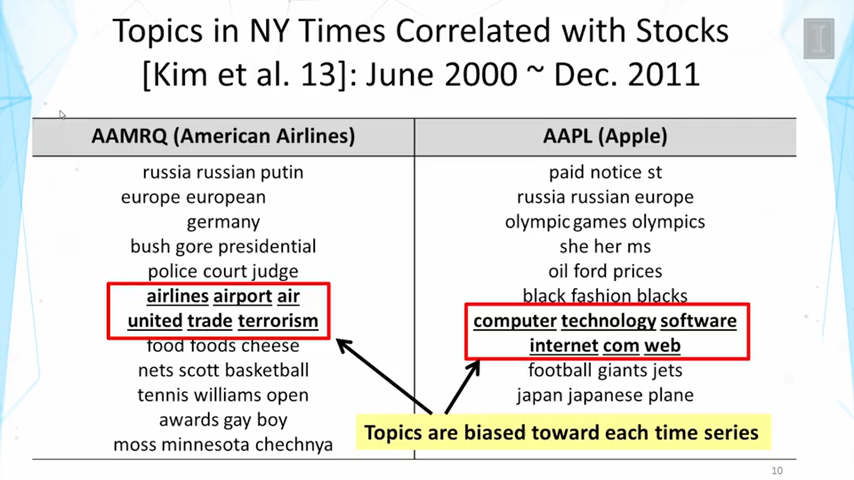 Topics in NY Times Correlated with Stocks
[Kim et al. 13]: June 2000 ~ Dec. 2011
AAMRQ (American Airlines)
russia russian putin
europe european
germany
bush gore presidential
police court judge
airlines airport air
united trade terrorism
food foods cheese
nets scott basketball
tennis williams open
awards gay boy
moss minnesota chechnya
AAPL (Apple)
paid notice st
russia russian europe
olympic games olympics
she her ms
oil ford prices
black fashion blacks
computer technology software
internet com web
football giants jets
japan japanese plane
Topics are biased toward each time series
10